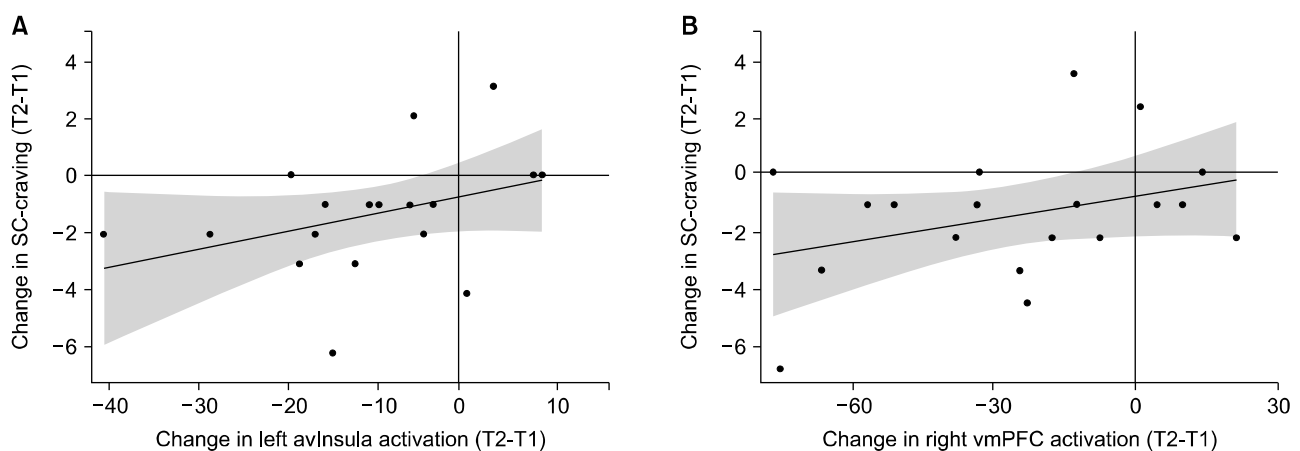 A
Change in SC-craving (T2-T1)
4
2
0
−2
−4
−6
−40 −30 −20 −10 0 10
Change in left avInsula activation (T2-T1)
B
Change in SC-craving (T2-T1)
4
2
0
−2
−4
−6
−60 −30 0 30
Change in right vmPFC activation (T2-T1)